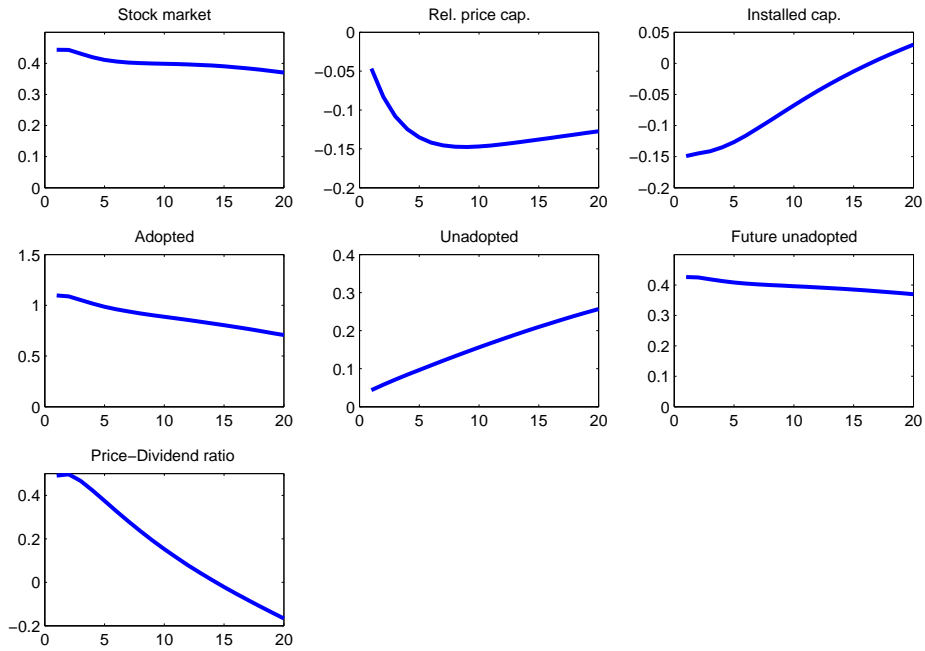 Stock market
0.4
0.3
0.2
0.1
0
0 5 10 15 20
Rel. price cap.
0
−0.05
−0.1
−0.15
−0.2
0 5 10 15 20
Installed cap.
0.05
0
−0.05
−0.1
−0.15
−0.2
0 5 10 15 20
Adopted
1.5
1
0.5
0
0 5 10 15 20
Unadopted
0.4
0.3
0.2
0.1
0
0 5 10 15 20
Future unadopted
0.4
0.3
0.2
0.1
0
0 5 10 15 20
Price−Dividend ratio
0.4
0.2
0
−0.2
0 5 10 15 20